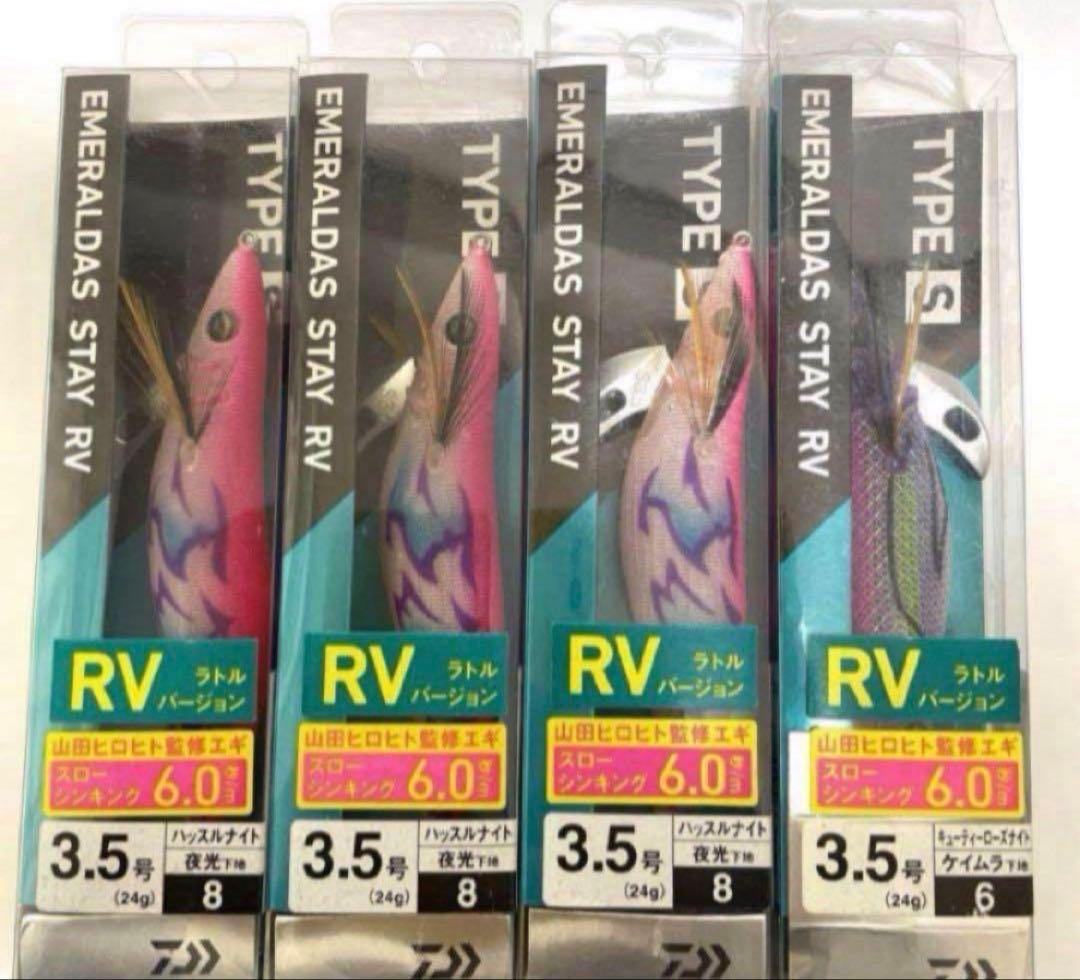 EMERALDAS STAY RV
TYPE S
RV ラトル
バージョン
山田ヒロヒト監修エギ
スロー
シンキング 6.0 秒/m
3.5号
(24g)
ハッスルナイト
夜光下地
8
EMERALDAS STAY RV
TYPE
RV ラトル
バージョン
山田ヒロヒト監修エギ
スロー
シンキング 6.0 秒/m
3.5号
(24g)
ハッスルナイト
夜光下地
8
EMERALDAS STAY RV
TYPE S
RV ラトル
バージョン
山田ヒロヒト監修エギ
スロー
シンキング 6.0 秒/m
3.5号
(24g)
ハッスルナイト
夜光下地
8
EMERALDAS STAY RV
TYPE S
RV ラトル
バージョン
山田ヒロヒト監修エギ
スロー
シンキング 6.0 秒/m
3.5号
(24g)
キューティーローズナイト
ケイムラ下地
6